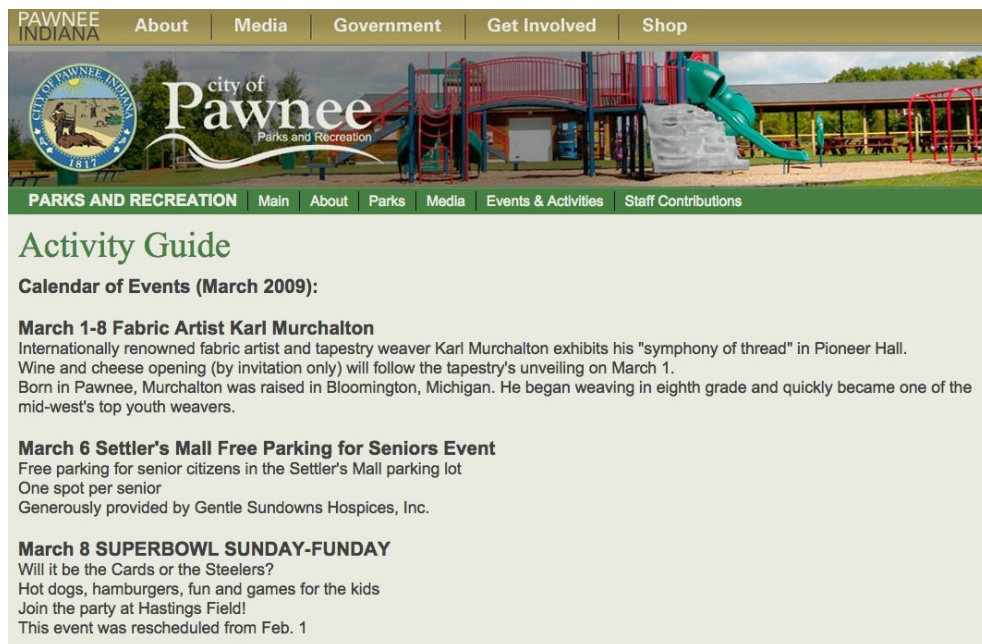 PAWNEE INDIANA About Media Government Get Involved Shop
CITY OF PAWNEE, INDIANA
1817
city of
Pawnee
Parks and Recreation
PARKS AND RECREATION Main About Parks Media Events & Activities Staff Contributions
Activity Guide
Calendar of Events (March 2009):
March 1-8 Fabric Artist Karl Murchalton
Internationally renowned fabric artist and tapestry weaver Karl Murchalton exhibits his "symphony of thread" in Pioneer Hall.
Wine and cheese opening (by invitation only) will follow the tapestry's unveiling on March 1.
Born in Pawnee, Murchalton was raised in Bloomington, Michigan. He began weaving in eighth grade and quickly became one of the
mid-west's top youth weavers.
March 6 Settler's Mall Free Parking for Seniors Event
Free parking for senior citizens in the Settler's Mall parking lot
One spot per senior
Generously provided by Gentle Sundowns Hospices, Inc.
March 8 SUPERBOWL SUNDAY-FUNDAY
Will it be the Cards or the Steelers?
Hot dogs, hamburgers, fun and games for the kids
Join the party at Hastings Field!
This event was rescheduled from Feb. 1